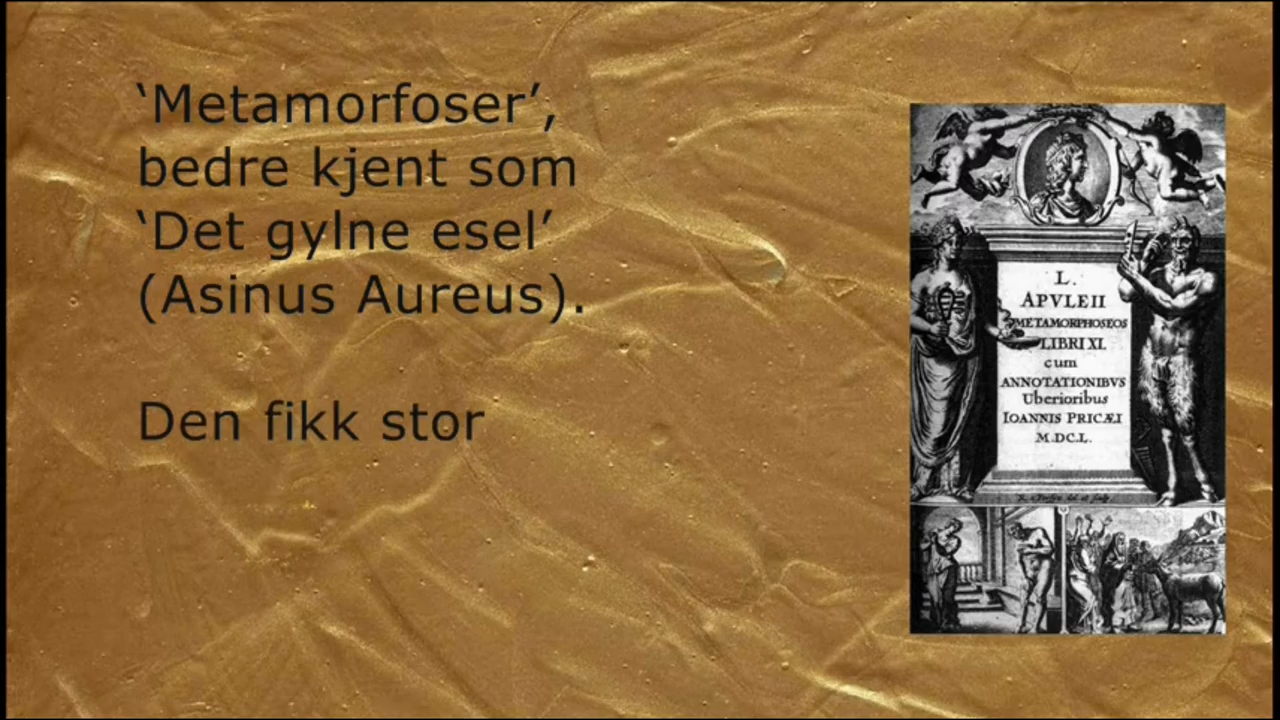 ‘Metamorfoser’,
bedre kjent som
‘Det gylne esel’
(Asinus Aureus).
Den fikk stor
L.
APVLEII
METAMORPHOSEOS
LIBRI XI.
cum
ANNOTATIONIBVS
Uberioribus
IOANNIS PRICÆI
M.DC.L.